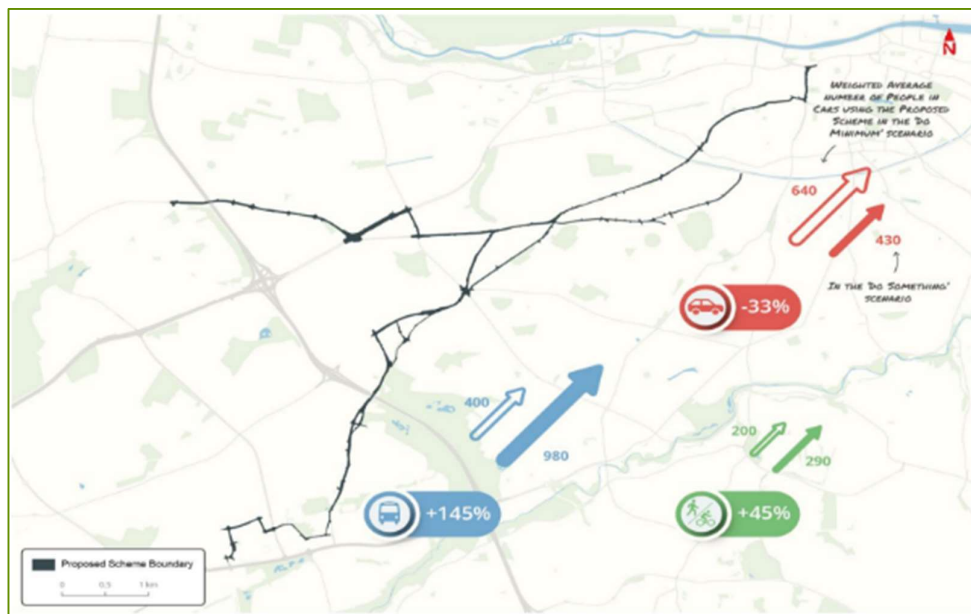 N
WEIGHTED AVERAGE
NUMBER OF PEOPLE IN
CARS USING THE PROPOSED
SCHEME IN THE 'DO
MINIMUM' SCENARIO
640
430
IN THE 'DO SOMETHING'
SCENARIO
-33%
400
980
200
290
+145%
+45%
Proposed Scheme Boundary
0 0.5 1 km